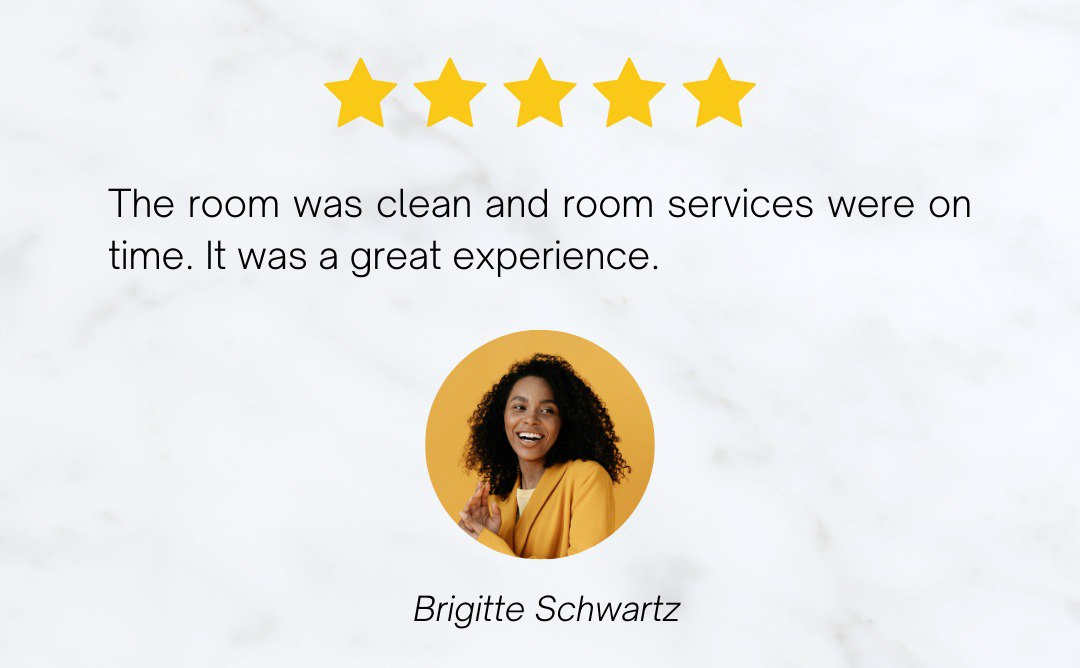 The room was clean and room services were on
time. It was a great experience.
Brigitte Schwartz